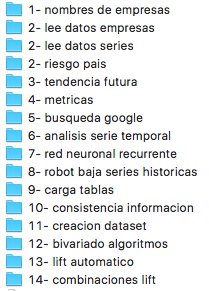 1- nombres de empresas
2- lee datos empresas
2- lee datos series
2- riesgo pais
3- tendencia futura
4- metricas
5- busqueda google
6- analisis serie temporal
7- red neuronal recurrente
8- robot baja series historicas
9- carga tablas
10- consistencia informacion
11- creacion dataset
12- bivariado algoritmos
13- lift automatico
14- combinaciones lift